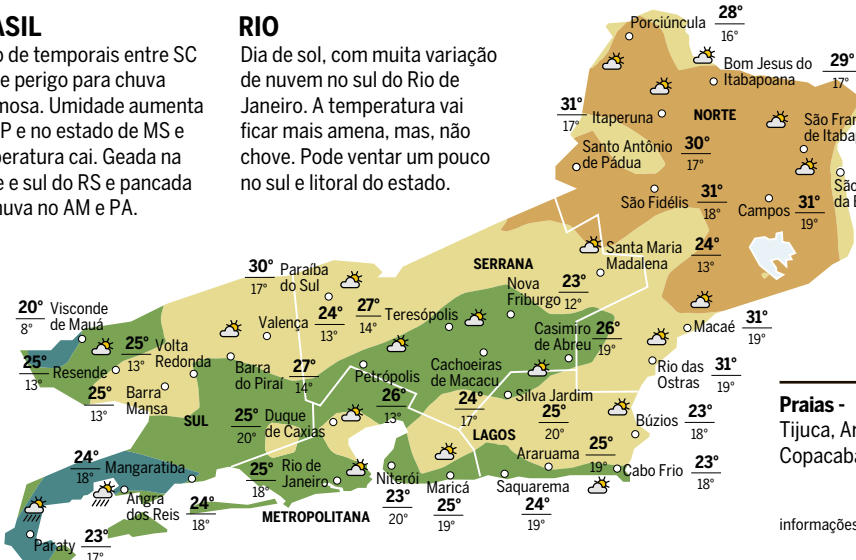 RIO
Dia de sol, com muita variação
de nuvem no sul do Rio de
Janeiro. A temperatura vai
ficar mais amena, mas, não
chove. Pode ventar um pouco
no sul e litoral do estado.
de temporais entre SC
e perigo para chuva
Umidade aumenta
e no estado de MS e
cai. Geada na
e sul do RS e pancada
no AM e PA.
Porciúncula 28°
16°
Bom Jesus do
Itabapoana 29°
17°
31°
17° Itaperuna
NORTE
São
de
Santo Antônio
de Pádua 30°
17°
São Fidélis 31°
18°
Campos 31°
19°
São
da
Santa Maria
Madalena 24°
13°
SERRANA
30°
17°
Paraíba
do Sul
Nova
Friburgo 23°
12°
20°
8°
Visconde
de Mauá
Valença 24°
13°
27°
14°
Teresópolis
Casimiro
de Abreu 26°
19°
Macaé 31°
19°
25°
13°
Resende
25°
13°
Volta
Redonda
Barra
do Piraí 27°
14°
Petrópolis
26°
13°
Cachoeiras
de Macacu
24°
17°
Rio das
Ostras 31°
19°
25°
13°
Barra
Mansa
SUL
25°
20°
Duque
de Caxias
Silva Jardim
25°
20°
LAGOS
Búzios 23°
18°
Araruama
25°
19°
Cabo Frio 23°
18°
24°
18°
Mangaratiba
25°
18°
Rio de
Janeiro
Niterói
23°
20°
Maricá
25°
19°
Saquarema
24°
19°
Angra
dos Reis 24°
18°
METROPOLITANA
Paraty 23°
17°
Praias -
Tijuca,
informações